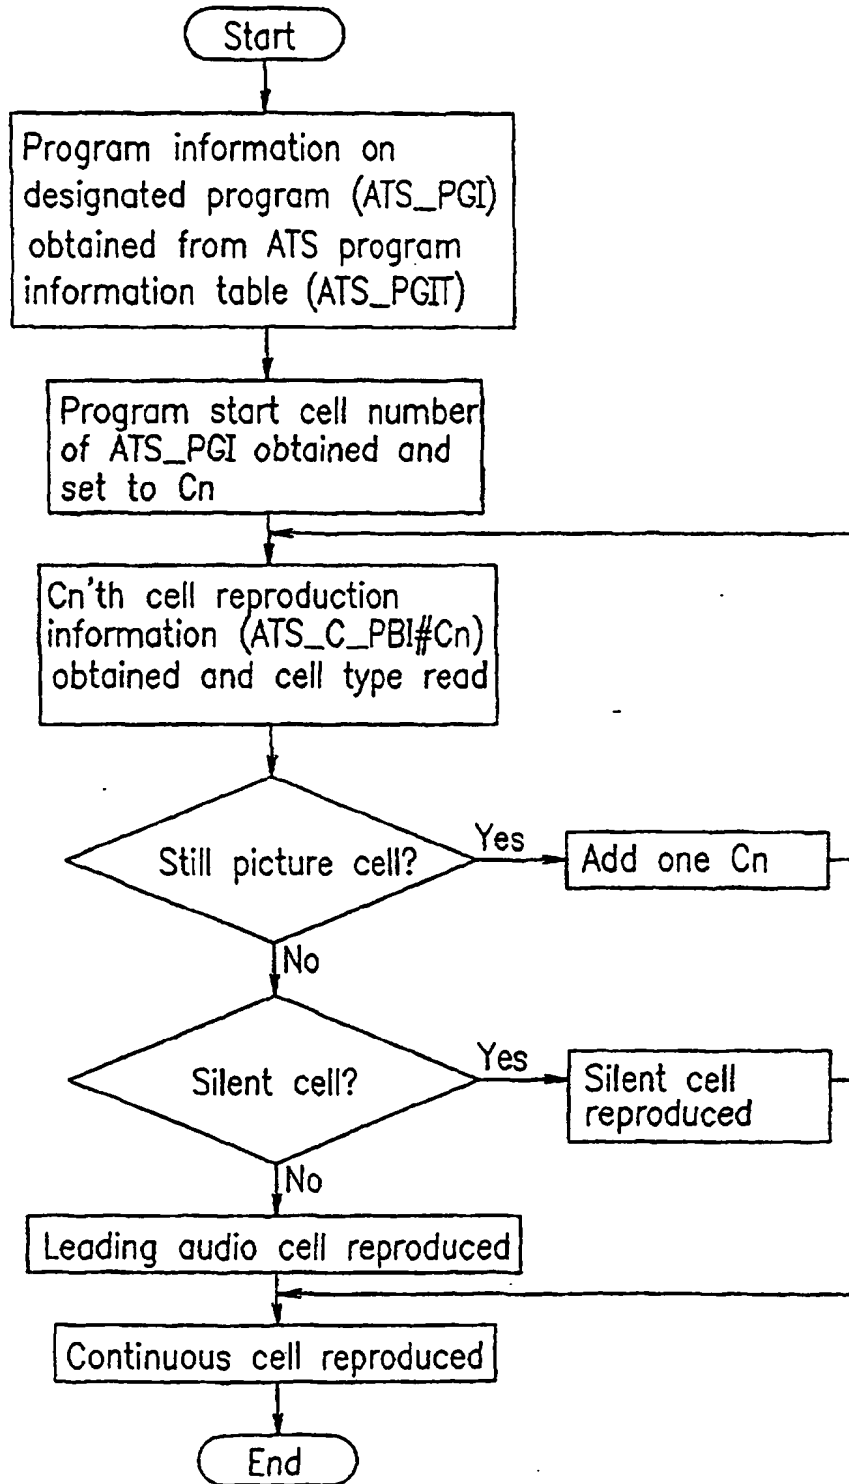 Start
Program information on
designated program (ATS_PGI)
obtained from ATS program
information table (ATS_PGIT)
Program start cell number
of ATS_PGI obtained and
set to Cn
Cn'th cell reproduction
information (ATS_C_PBI#Cn)
obtained and cell type read
Still picture cell?
Yes
Add one Cn
No
Silent cell?
Yes
Silent cell
reproduced
No
Leading audio cell reproduced
Continuous cell reproduced
End